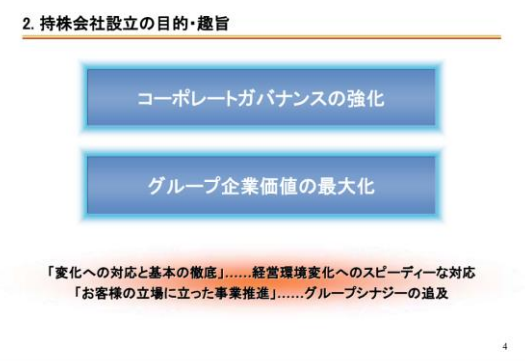 2. 持株会社設立の目的・趣旨
コーポレートガバナンスの強化
グループ企業価値の最大化
「変化への対応と基本の徹底」……経営環境変化へのスピーディーな対応
「お客様の立場に立った事業推進」……グループシナジーの追及
4